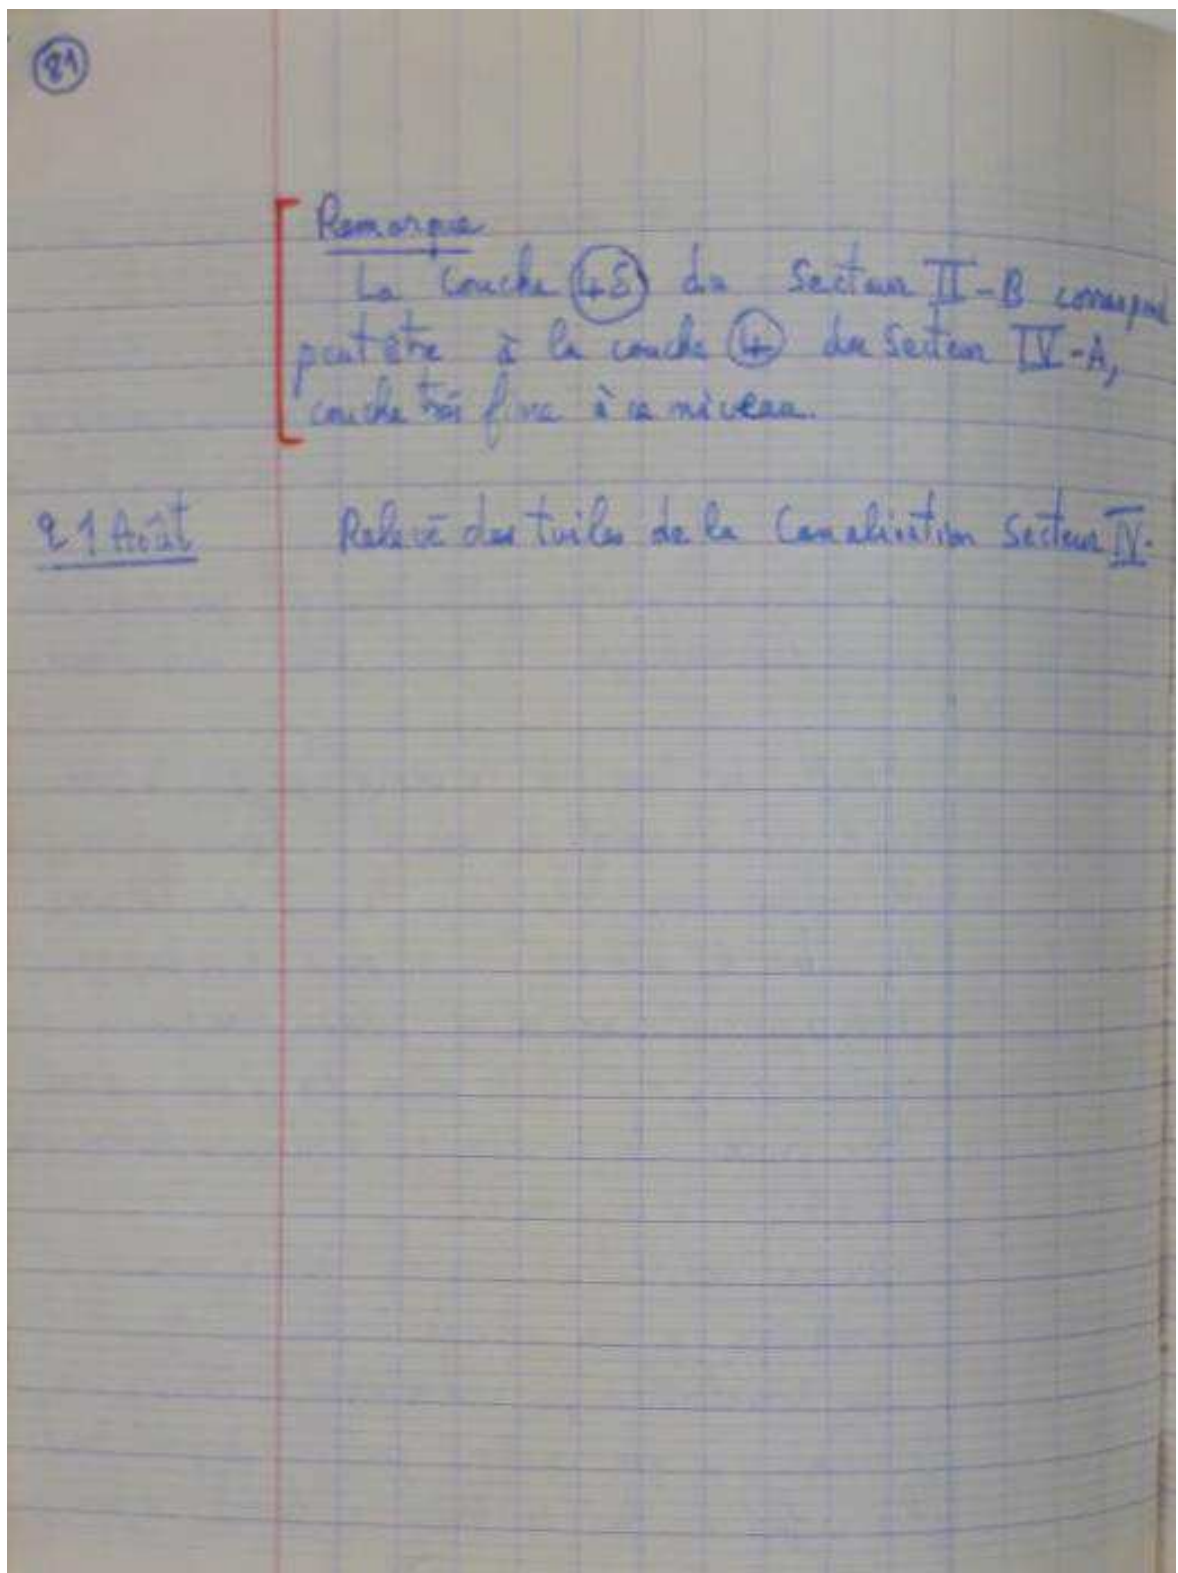 81
Remarque
La couche 45 du Secteur II-B correspond
peut être à la couche 4 du Secteur IV-A,
couche très fine à ce niveau.
21 Août Relevé des tuiles de la Canalisation Secteur IV.